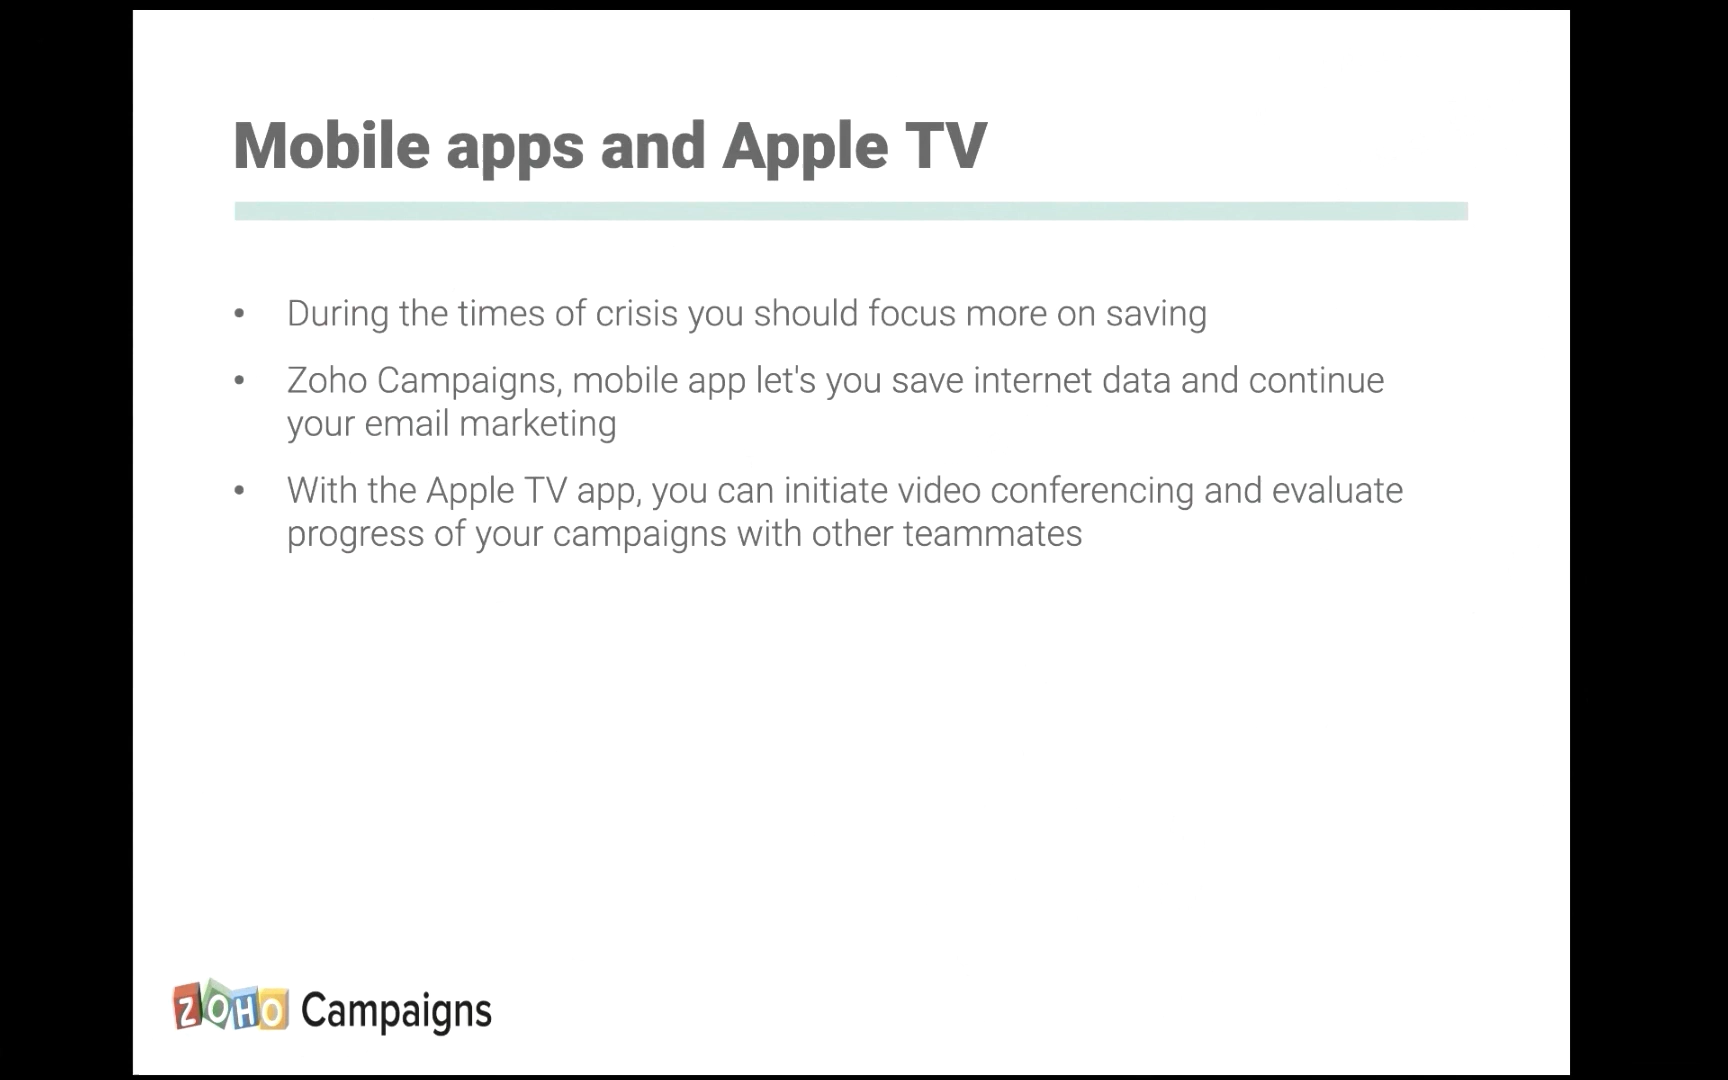 Mobile apps and Apple TV
• During the times of crisis you should focus more on saving
• Zoho Campaigns, mobile app let's you save internet data and continue
your email marketing
• With the Apple TV app, you can initiate video conferencing and evaluate
progress of your campaigns with other teammates
ZOHO Campaigns